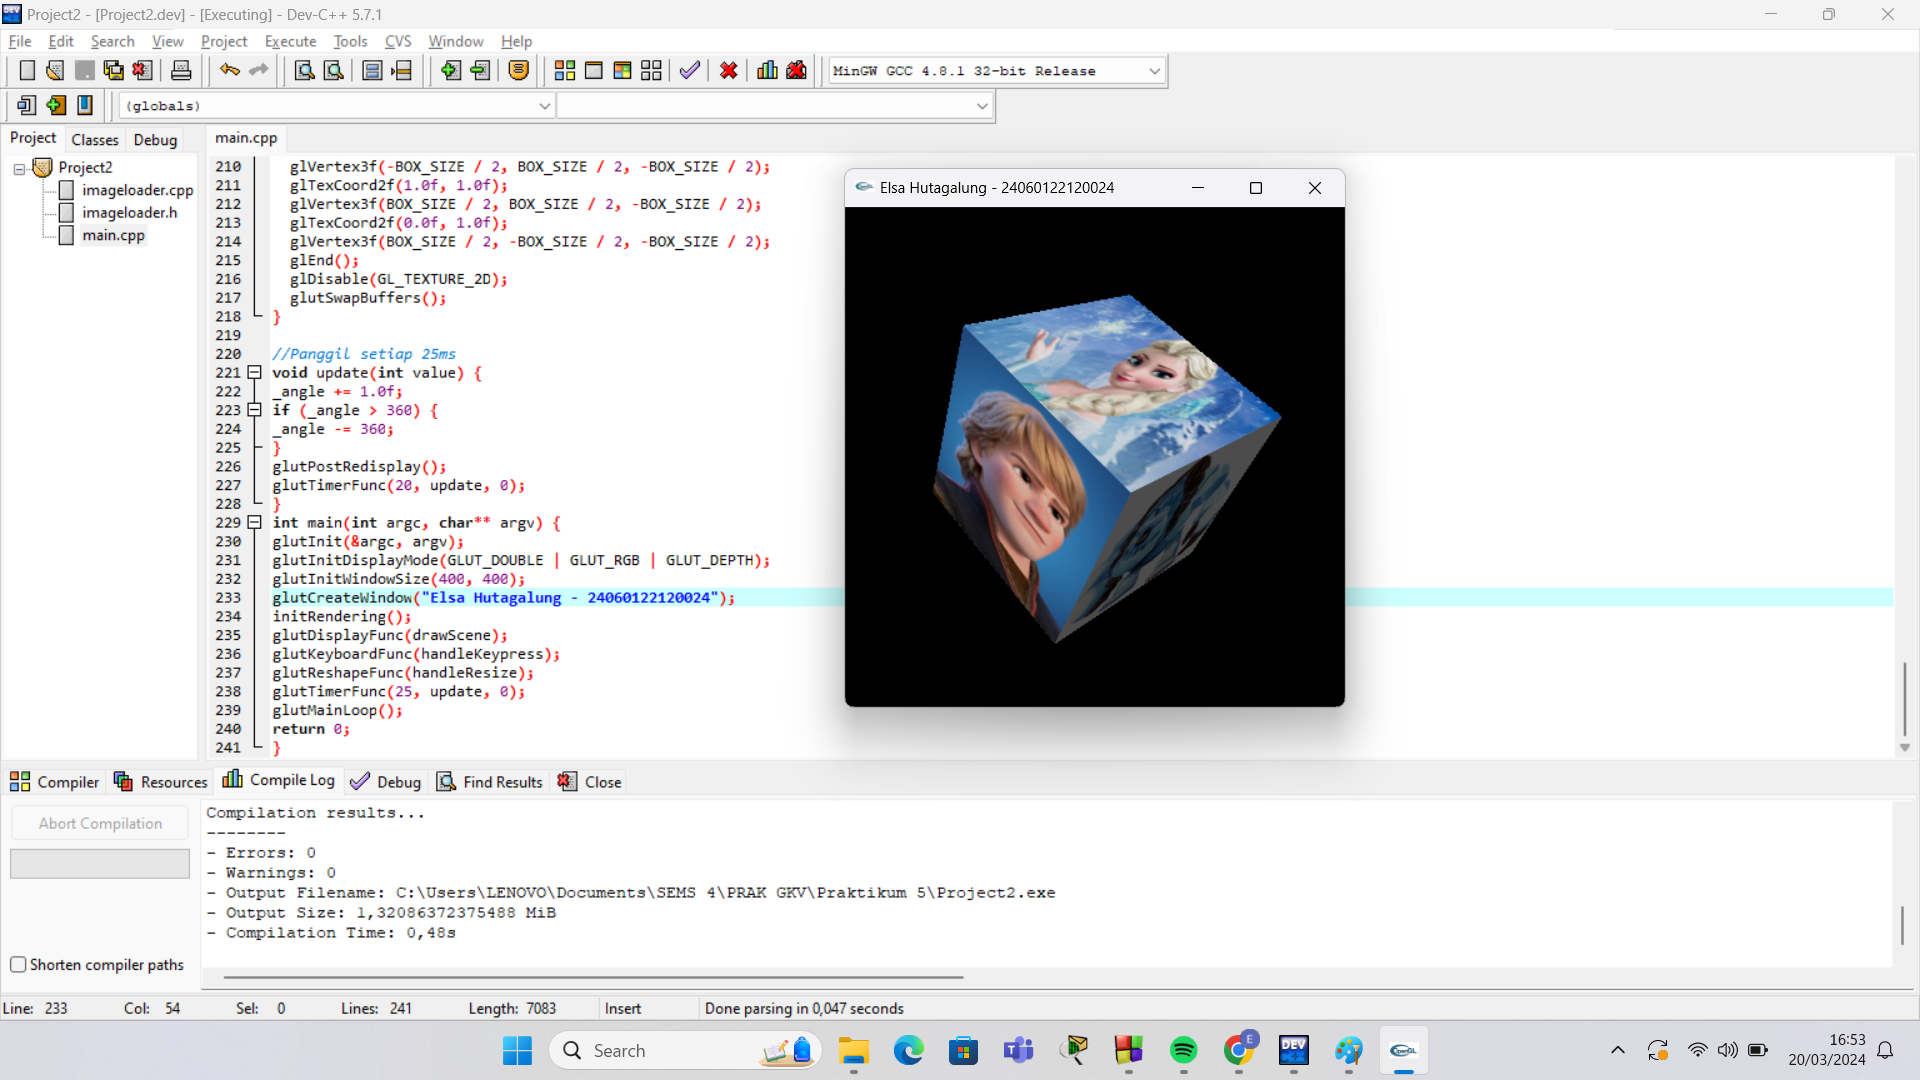 Project2 - [Project2.dev] - [Executing] - Dev-C++ 5.7.1
File Edit Search View Project Execute Tools CVS Window Help
MinGW GCC 4.8.1 32-bit Release
(globals)
Project Classes Debug
main.cpp
Project2
imageloader.cpp
imageloader.h
main.cpp
210 glVertex3f(-BOX_SIZE / 2, BOX_SIZE / 2, -BOX_SIZE / 2);
211 glTexCoord2f(1.0f, 1.0f);
212 glVertex3f(BOX_SIZE / 2, BOX_SIZE / 2, -BOX_SIZE / 2);
213 glTexCoord2f(0.0f, 1.0f);
214 glVertex3f(BOX_SIZE / 2, -BOX_SIZE / 2, -BOX_SIZE / 2);
215 glEnd();
216 glDisable(GL_TEXTURE_2D);
217 glutSwapBuffers();
218 }
219
220 //Panggil setiap 25ms
221 void update(int value) {
222 _angle += 1.0f;
223 if (_angle > 360) {
224 _angle -= 360;
225 }
226 glutPostRedisplay();
227 glutTimerFunc(20, update, 0);
228 }
229 int main(int argc, char** argv) {
230 glutInit(&argc, argv);
231 glutInitDisplayMode(GLUT_DOUBLE | GLUT_RGB | GLUT_DEPTH);
232 glutInitWindowSize(400, 400);
233 glutCreateWindow("Elsa Hutagalung - 24060122120024");
234 initRendering();
235 glutDisplayFunc(drawScene);
236 glutKeyboardFunc(handleKeypress);
237 glutReshapeFunc(handleResize);
238 glutTimerFunc(25, update, 0);
239 glutMainLoop();
240 return 0;
241 }
Elsa Hutagalung - 24060122120024
Compiler Resources Compile Log Debug Find Results Close
Abort Compilation
Shorten compiler paths
Compilation results...
--------
- Errors: 0
- Warnings: 0
- Output Filename: C:\Users\LENOVO\Documents\SEMS 4\PRAK GKV\Praktikum 5\Project2.exe
- Output Size: 1,32086372375488 MiB
- Compilation Time: 0,48s
Line: 233 Col: 54 Sel: 0 Lines: 241 Length: 7083 Insert Done parsing in 0,047 seconds
Search
E
DEV
OpenGL
16:53
20/03/2024